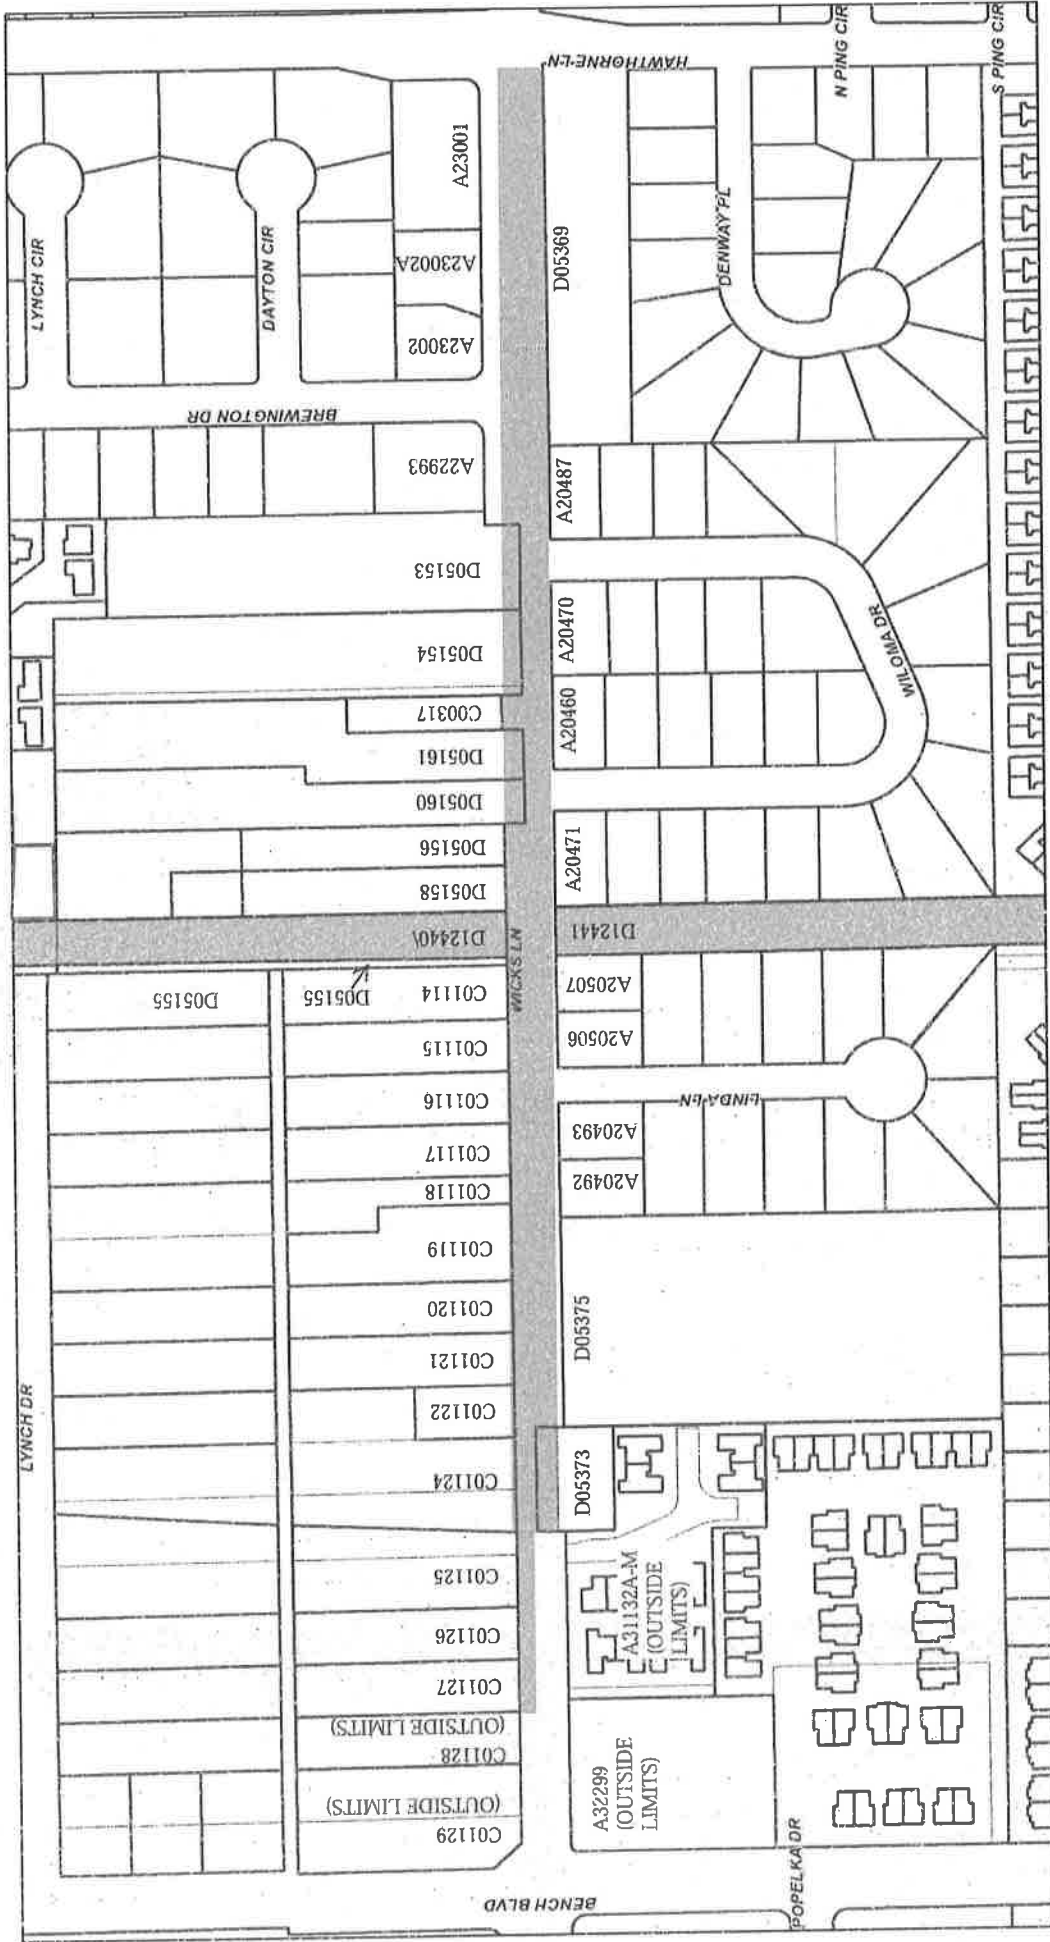 HAWTHORNE LN
N PING CIR
S PING CIR
LYNCH CIR
DAYTON CIR
A23001
A23002A
A23002
D05369
DENWAY PL
BREWINGTON DR
A22993
A20487
D05153
D05154
A20470
C00317
A20460
D05161
D05160
WILOMA DR
D05156
A20471
D05158
D12440\
D12441
WICKS LN
D05155
D05155
C01114
A20507
C01115
A20506
C01116
LINDA LN
C01117
A20493
C01118
A20492
C01119
C01120
D05375
C01121
C01122
LYNCH DR
C01124
D05373
C01125
A31132A-M
(OUTSIDE
LIMITS)
C01126
C01127
(OUTSIDE LIMITS)
C01128
A32299
(OUTSIDE
LIMITS)
(OUTSIDE LIMITS)
C01129
POPELKA DR
BENCH BLVD